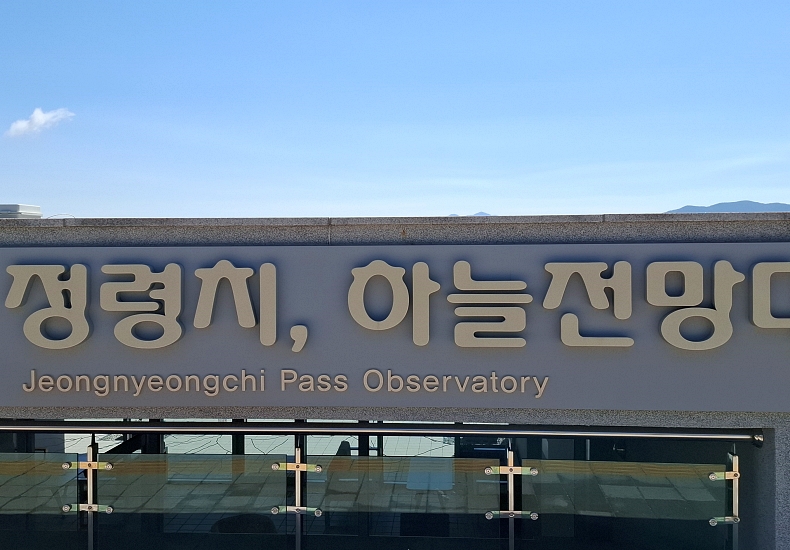 정령치, 하늘전망
Jeongnyeongchi Pass Observatory